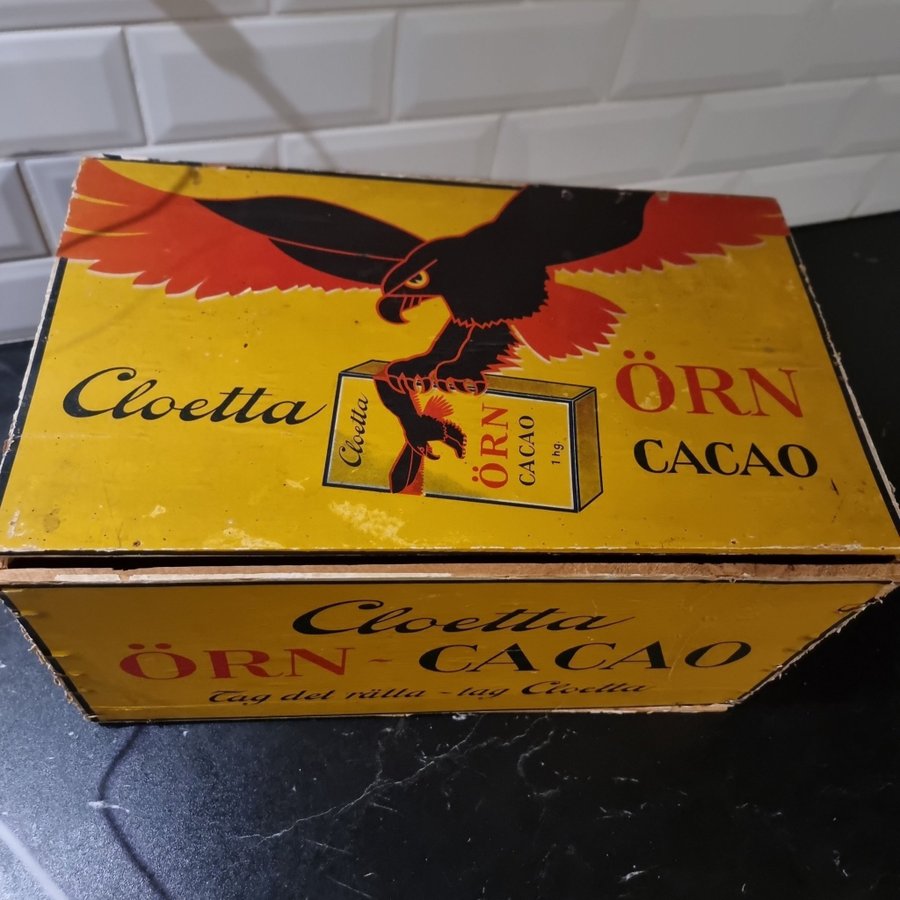 Cloetta
ÖRN
CACAO
Cloetta
ÖRN
CACAO
1 hg.
Cloetta
ÖRN - CACAO
Tag det rätta - tag Cloetta